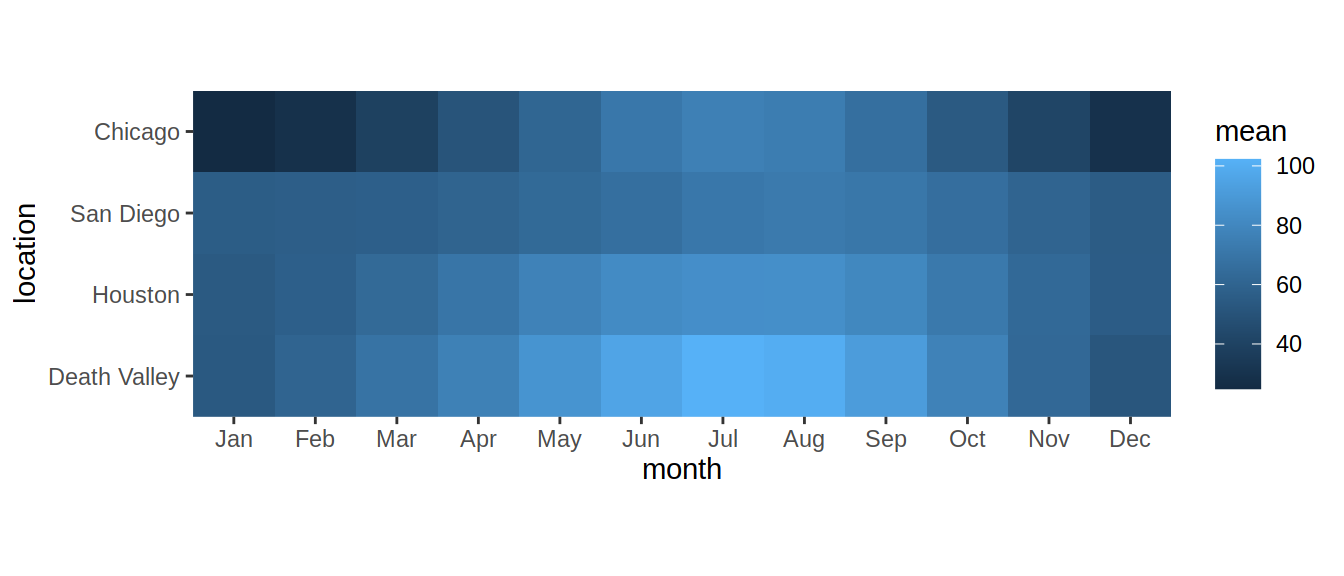 location
Chicago
San Diego
Houston
Death Valley
Jan Feb Mar Apr May Jun Jul Aug Sep Oct Nov Dec
month
mean
100
80
60
40